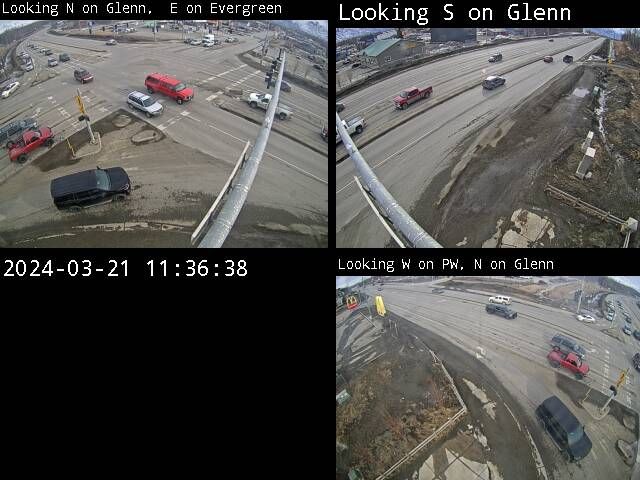 Looking N on Glenn, E on Evergreen
Looking S on Glenn
2024-03-21 11:36:38
Looking W on PW, N on Glenn